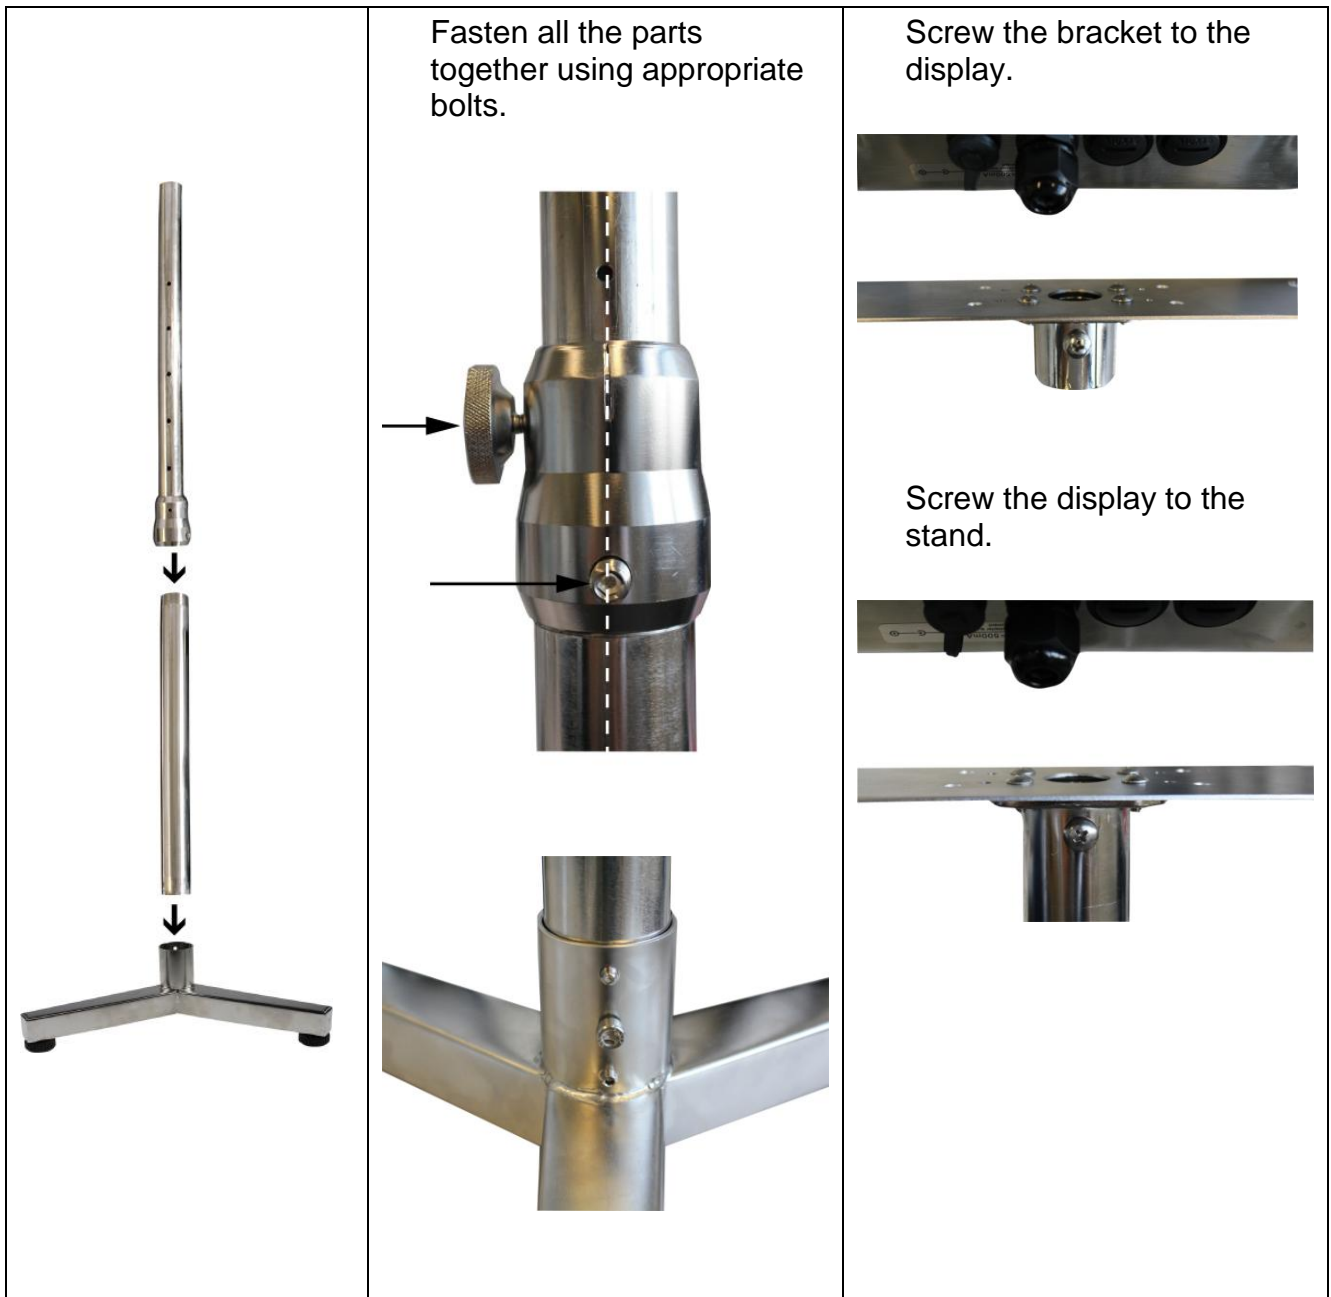 Fasten all the parts
together using appropriate
bolts.
Screw the bracket to the
display.
Screw the display to the
stand.